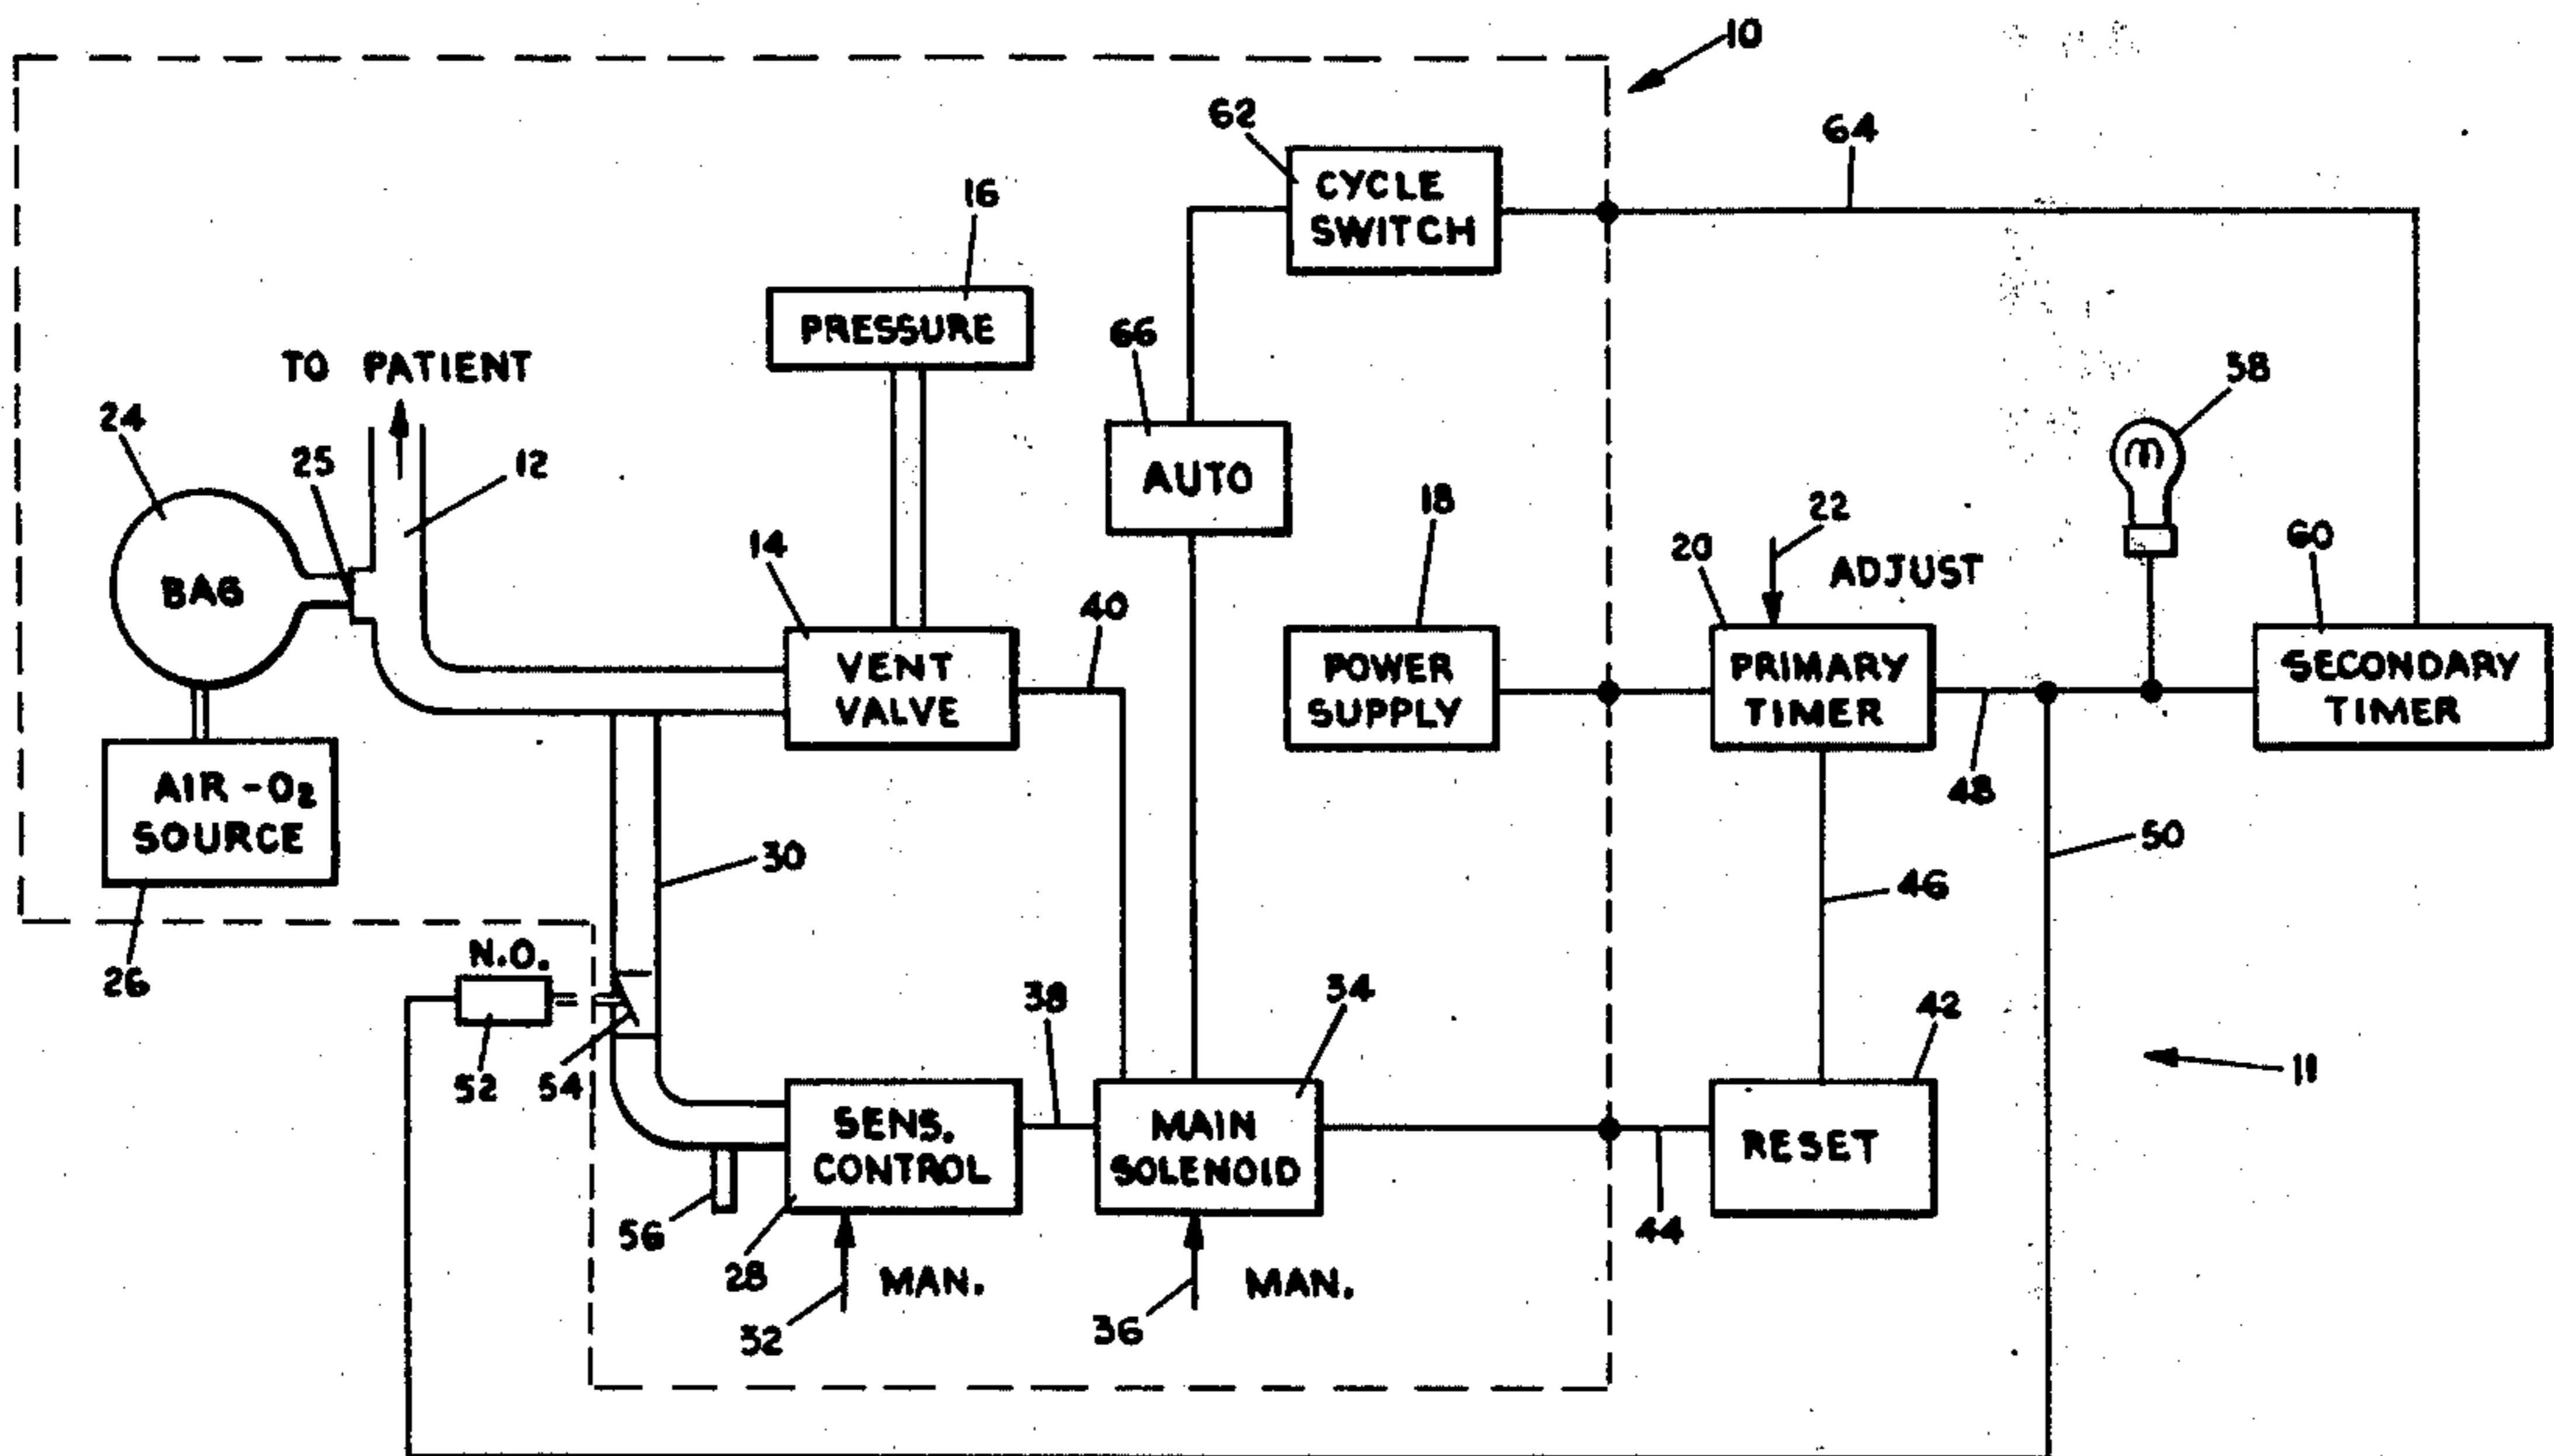 10
62
64
CYCLE
SWITCH
16
PRESSURE
66
TO PATIENT
58
24
25
12
AUTO
18
22
14
20
ADJUST
60
BAG
40
VENT
VALVE
POWER
SUPPLY
PRIMARY
TIMER
SECONDARY
TIMER
48
AIR - O2
SOURCE
50
30
46
26
N.O.
38
34
42
52
54
11
SENS.
CONTROL
MAIN
SOLENOID
RESET
56
28
MAN.
MAN.
44
32
36